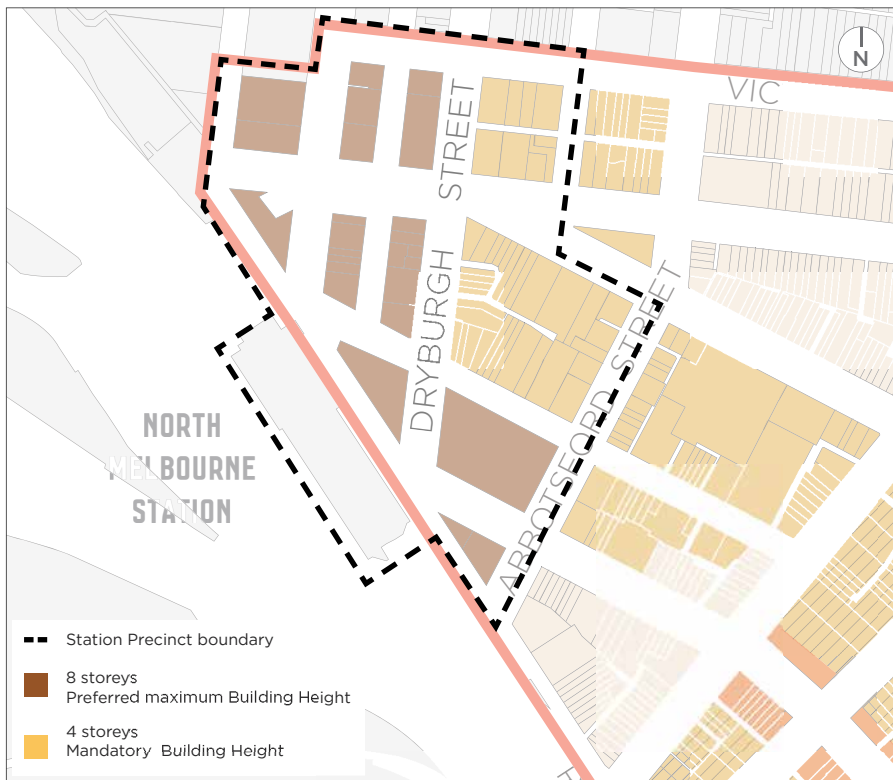 N
VIC
DRYBURGH STREET
ABBOTSFORD STREET
NORTH
MELBOURNE
STATION
Station Precinct boundary
8 storeys
Preferred maximum Building Height
4 storeys
Mandatory Building Height